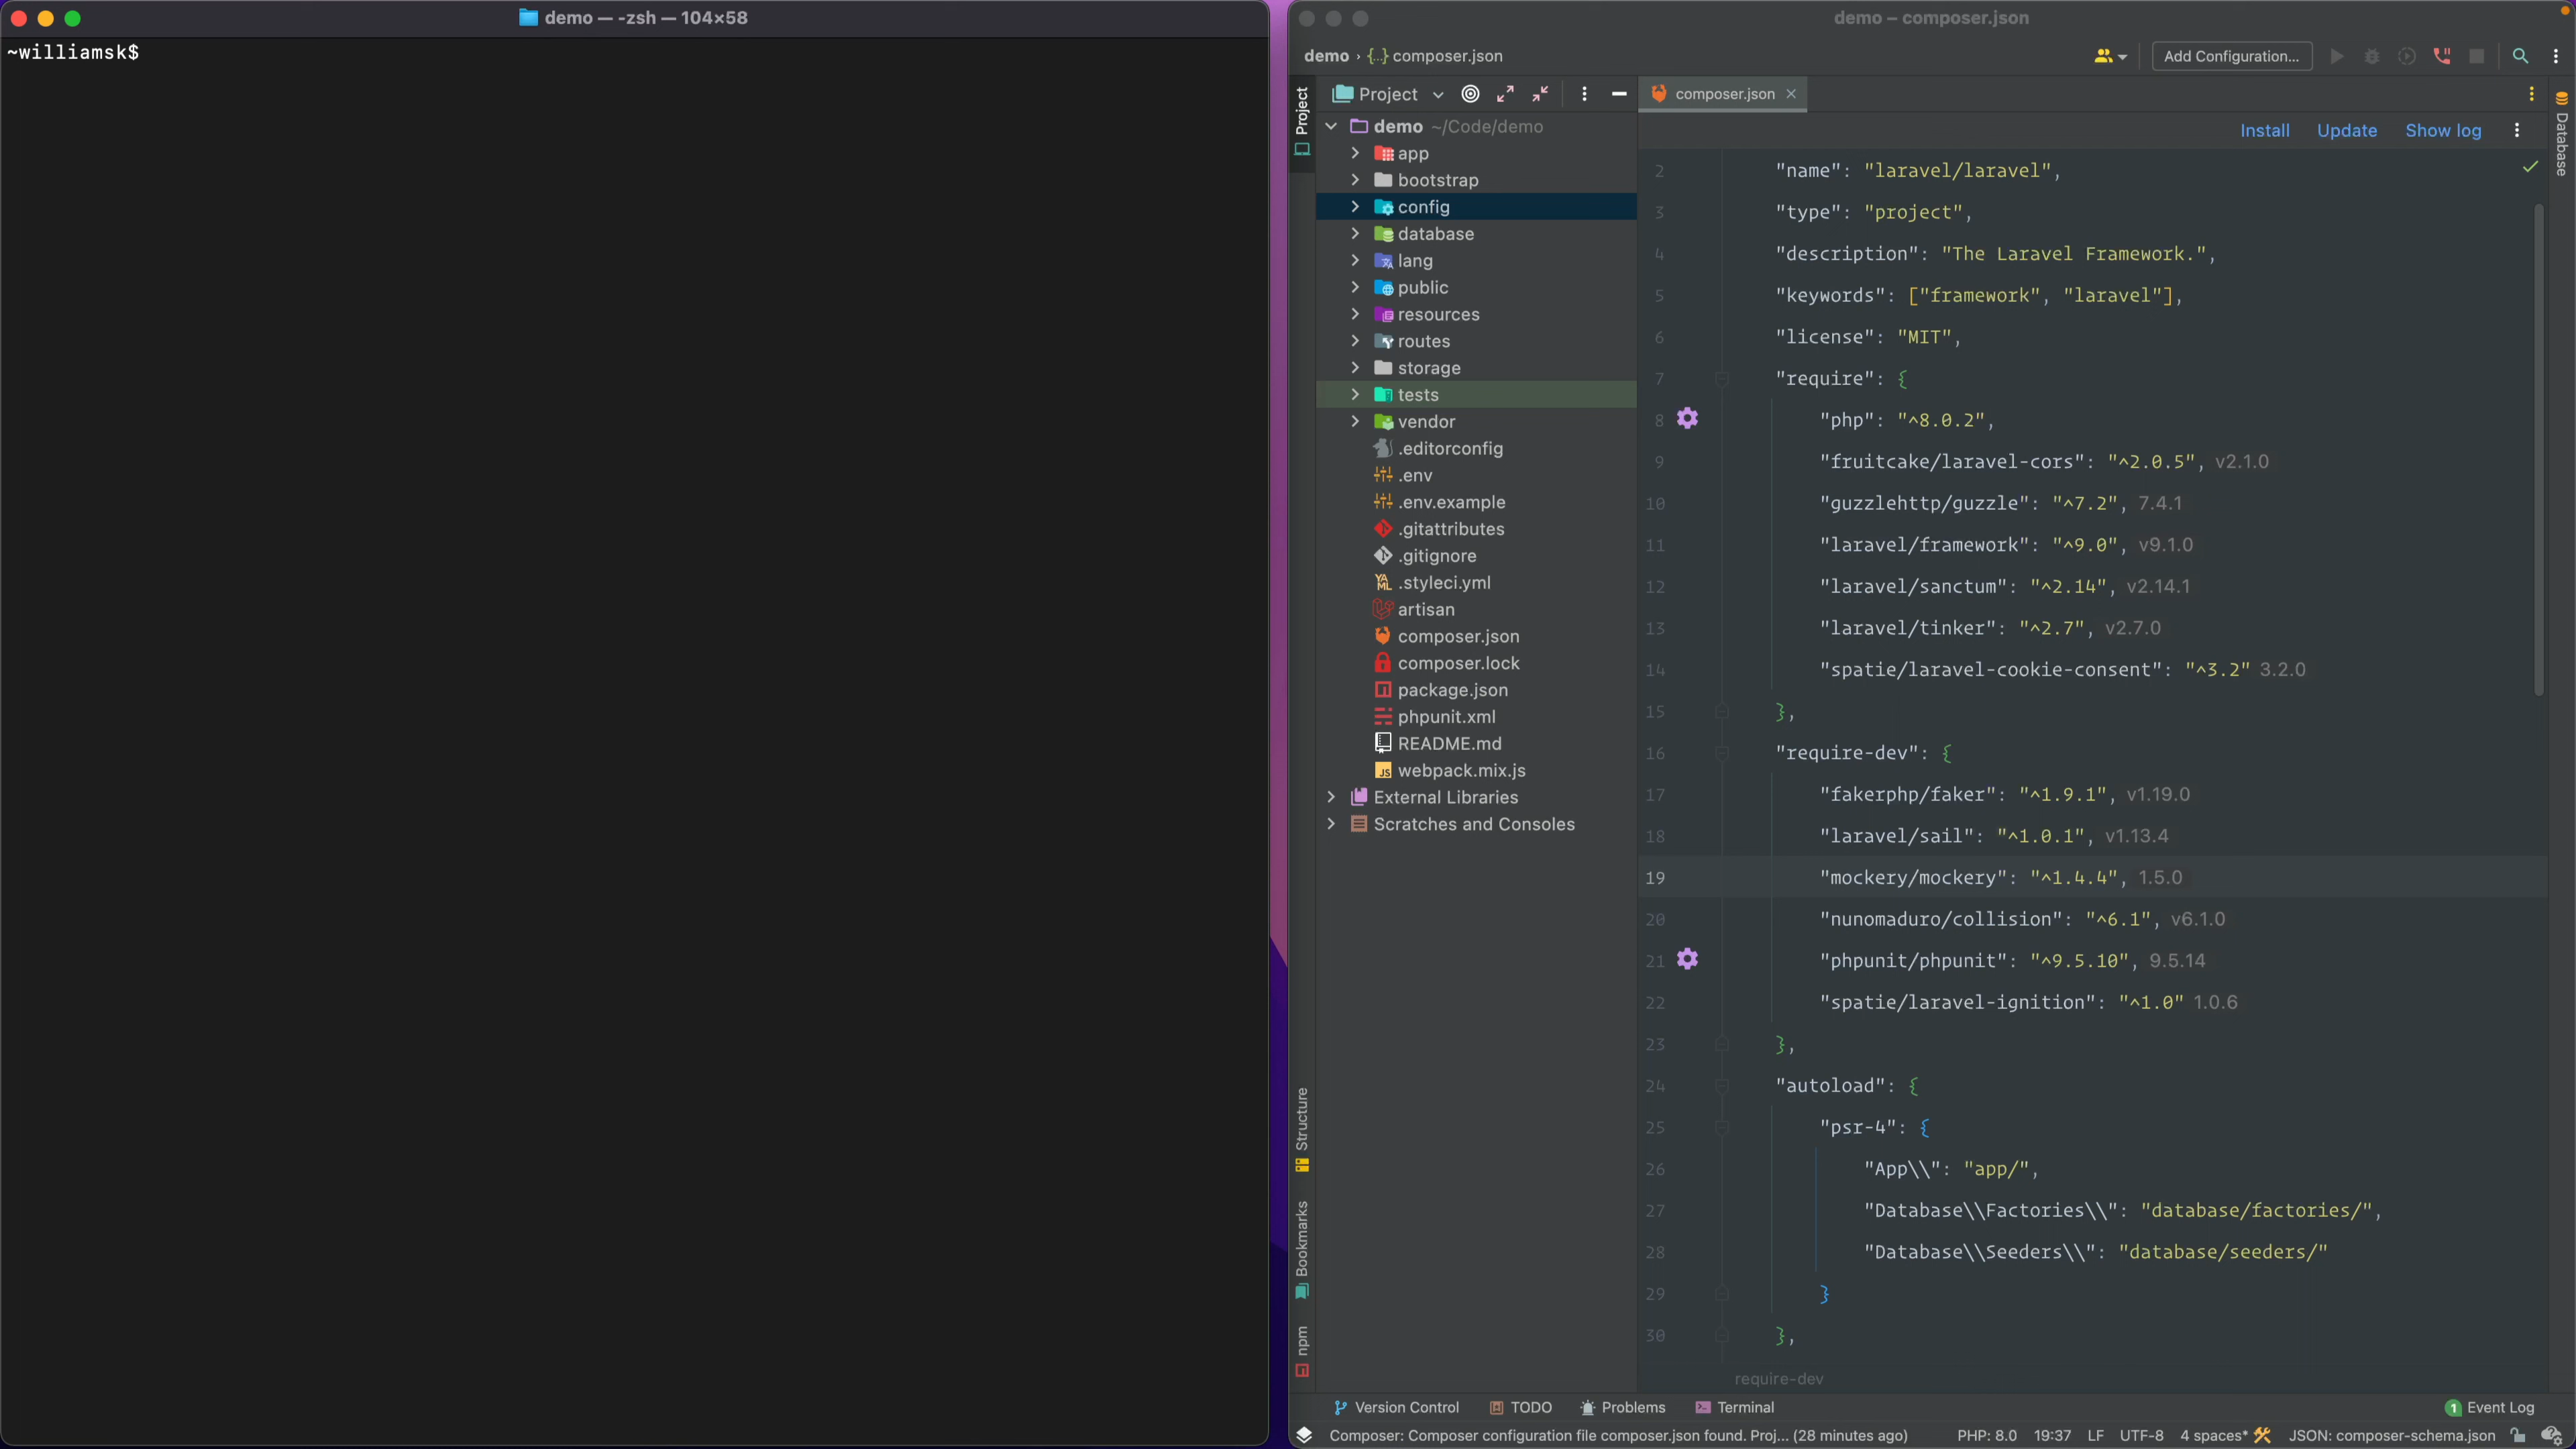 demo — -zsh — 104×58
~williamsk$
demo – composer.json
demo › {..} composer.json
Add Configuration...
Project
Project
demo ~/Code/demo
app
bootstrap
config
database
lang
public
resources
routes
storage
tests
vendor
.editorconfig
.env
.env.example
.gitattributes
.gitignore
.styleci.yml
artisan
composer.json
composer.lock
package.json
phpunit.xml
README.md
webpack.mix.js
External Libraries
Scratches and Consoles
Structure
Bookmarks
npm
composer.json
Install Update Show log
Database
2 "name": "laravel/laravel",
3 "type": "project",
4 "description": "The Laravel Framework.",
5 "keywords": ["framework", "laravel"],
6 "license": "MIT",
7 "require": {
8 "php": "^8.0.2",
9 "fruitcake/laravel-cors": "^2.0.5", v2.1.0
10 "guzzlehttp/guzzle": "^7.2", 7.4.1
11 "laravel/framework": "^9.0", v9.1.0
12 "laravel/sanctum": "^2.14", v2.14.1
13 "laravel/tinker": "^2.7", v2.7.0
14 "spatie/laravel-cookie-consent": "^3.2" 3.2.0
15 },
16 "require-dev": {
17 "fakerphp/faker": "^1.9.1", v1.19.0
18 "laravel/sail": "^1.0.1", v1.13.4
19 "mockery/mockery": "^1.4.4", 1.5.0
20 "nunomaduro/collision": "^6.1", v6.1.0
21 "phpunit/phpunit": "^9.5.10", 9.5.14
22 "spatie/laravel-ignition": "^1.0" 1.0.6
23 },
24 "autoload": {
25 "psr-4": {
26 "App\\": "app/",
27 "Database\\Factories\\": "database/factories/",
28 "Database\\Seeders\\": "database/seeders/"
29 }
30 },
require-dev
Version Control TODO Problems Terminal 1 Event Log
Composer: Composer configuration file composer.json found. Proj... (28 minutes ago) PHP: 8.0 19:37 LF UTF-8 4 spaces* JSON: composer-schema.json